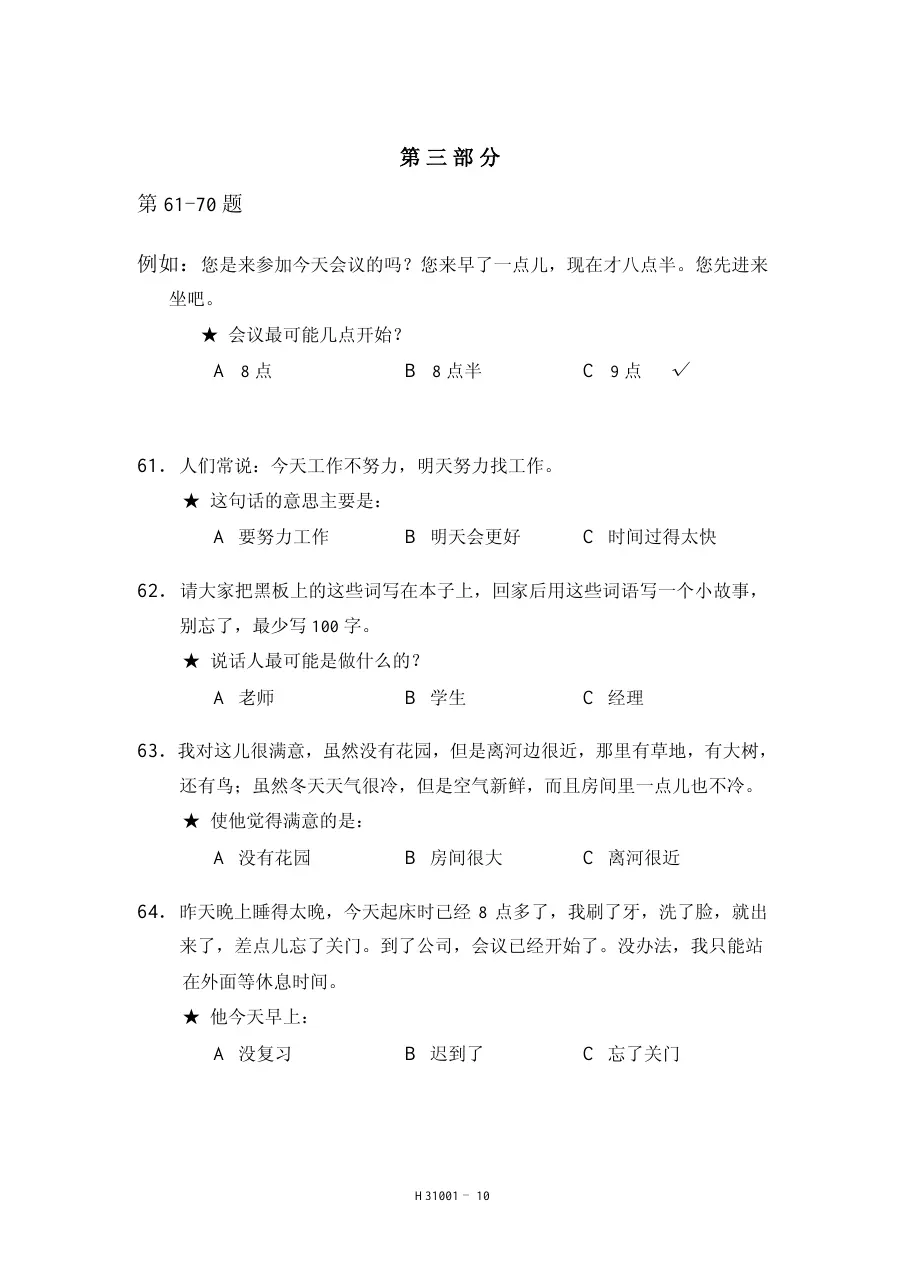 第三部分
第 61-70 题
例如：您是来参加今天会议的吗？您来早了一点儿，现在才八点半。您先进来
坐吧。
★ 会议最可能几点开始？
A 8 点 B 8 点半 C 9 点 ✓
61．人们常说：今天工作不努力，明天努力找工作。
★ 这句话的意思主要是：
A 要努力工作 B 明天会更好 C 时间过得太快
62．请大家把黑板上的这些词写在本子上，回家后用这些词语写一个小故事，
别忘了，最少写 100 字。
★ 说话人最可能是做什么的？
A 老师 B 学生 C 经理
63．我对这儿很满意，虽然没有花园，但是离河边很近，那里有草地，有大树，
还有鸟；虽然冬天天气很冷，但是空气新鲜，而且房间里一点儿也不冷。
★ 使他觉得满意的是：
A 没有花园 B 房间很大 C 离河很近
64．昨天晚上睡得太晚，今天起床时已经 8 点多了，我刷了牙，洗了脸，就出
来了，差点儿忘了关门。到了公司，会议已经开始了。没办法，我只能站
在外面等休息时间。
★ 他今天早上：
A 没复习 B 迟到了 C 忘了关门
H31001 - 10